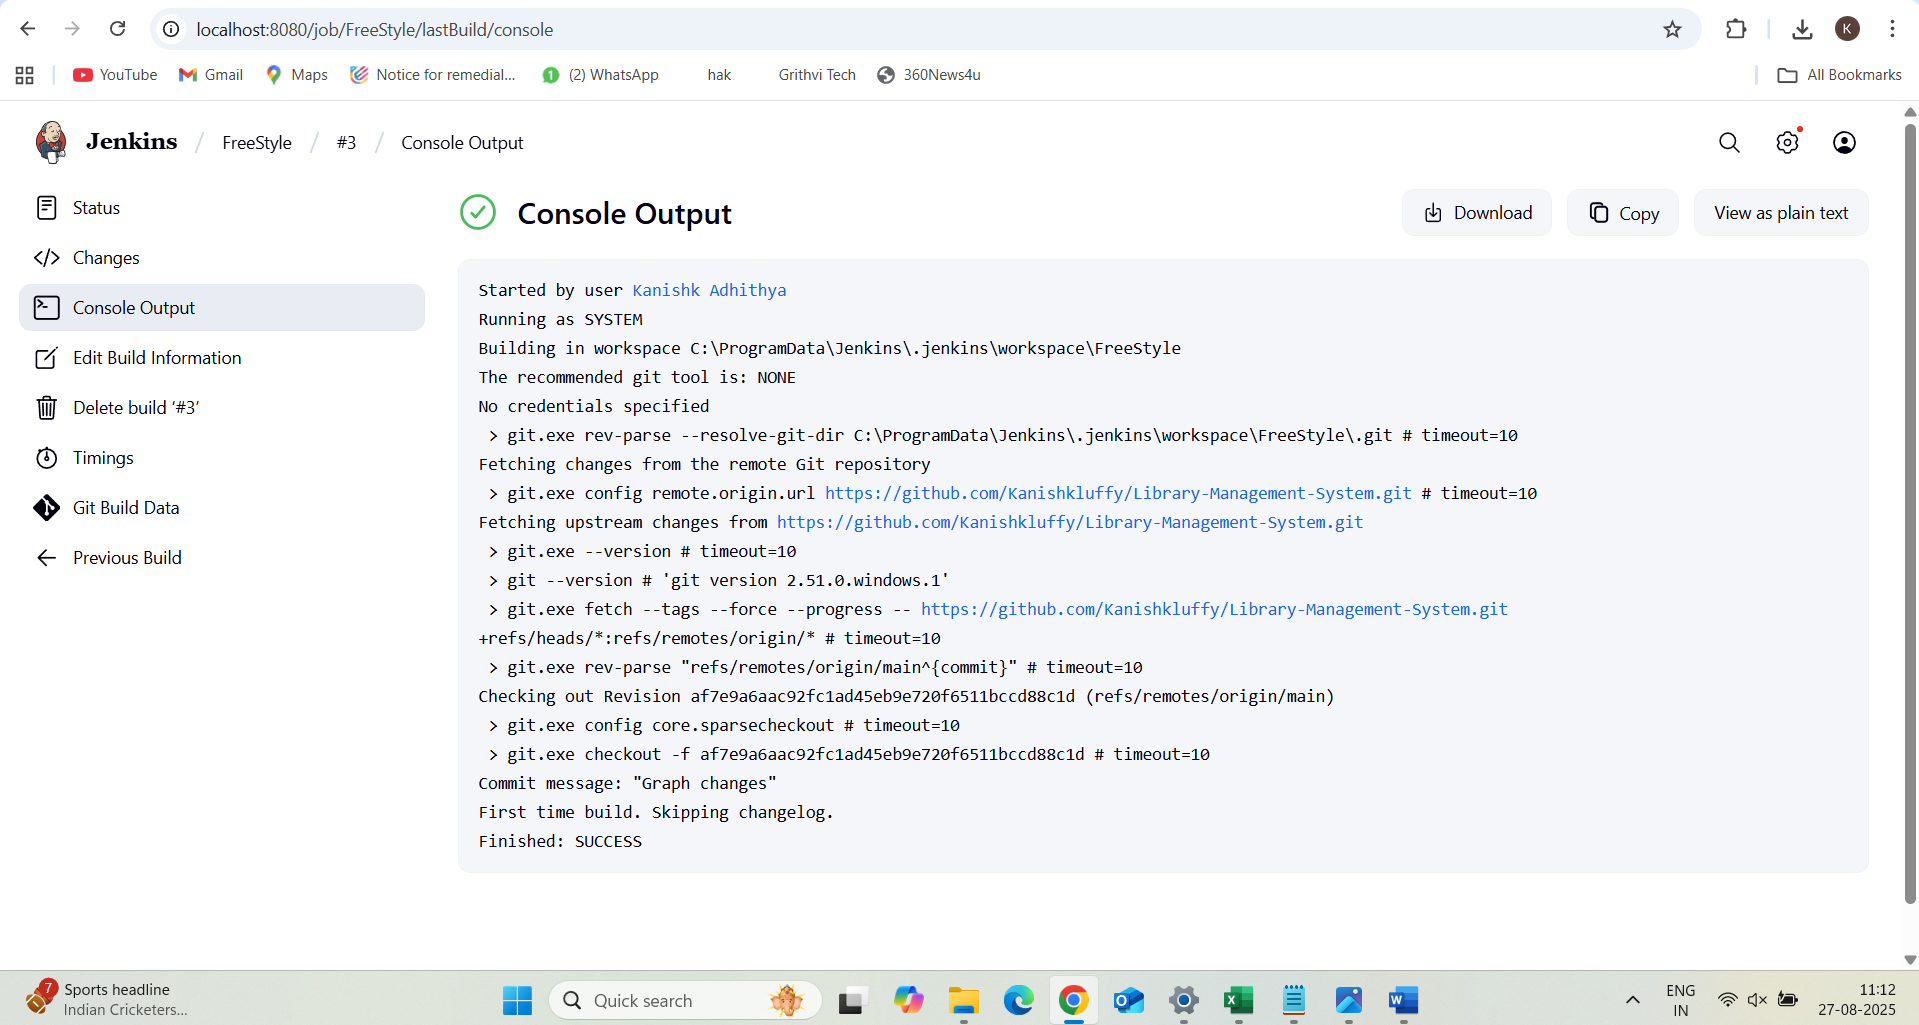 localhost:8080/job/FreeStyle/lastBuild/console
K
YouTube
Gmail
Maps
Notice for remedial...
1
(2) WhatsApp
hak
Grithvi Tech
360News4u
All Bookmarks
Jenkins / FreeStyle / #3 / Console Output
Status
Changes
Console Output
Edit Build Information
Delete build ‘#3’
Timings
Git Build Data
Previous Build
Console Output
Download
Copy
View as plain text
Started by user Kanishk Adhithya
Running as SYSTEM
Building in workspace C:\ProgramData\Jenkins\.jenkins\workspace\FreeStyle
The recommended git tool is: NONE
No credentials specified
 > git.exe rev-parse --resolve-git-dir C:\ProgramData\Jenkins\.jenkins\workspace\FreeStyle\.git # timeout=10
Fetching changes from the remote Git repository
 > git.exe config remote.origin.url https://github.com/Kanishkluffy/Library-Management-System.git # timeout=10
Fetching upstream changes from https://github.com/Kanishkluffy/Library-Management-System.git
 > git.exe --version # timeout=10
 > git --version # 'git version 2.51.0.windows.1'
 > git.exe fetch --tags --force --progress -- https://github.com/Kanishkluffy/Library-Management-System.git
+refs/heads/*:refs/remotes/origin/* # timeout=10
 > git.exe rev-parse "refs/remotes/origin/main^{commit}" # timeout=10
Checking out Revision af7e9a6aac92fc1ad45eb9e720f6511bccd88c1d (refs/remotes/origin/main)
 > git.exe config core.sparsecheckout # timeout=10
 > git.exe checkout -f af7e9a6aac92fc1ad45eb9e720f6511bccd88c1d # timeout=10
Commit message: "Graph changes"
First time build. Skipping changelog.
Finished: SUCCESS
7
Sports headline
Indian Cricketers...
Quick search
ENG
IN
11:12
27-08-2025